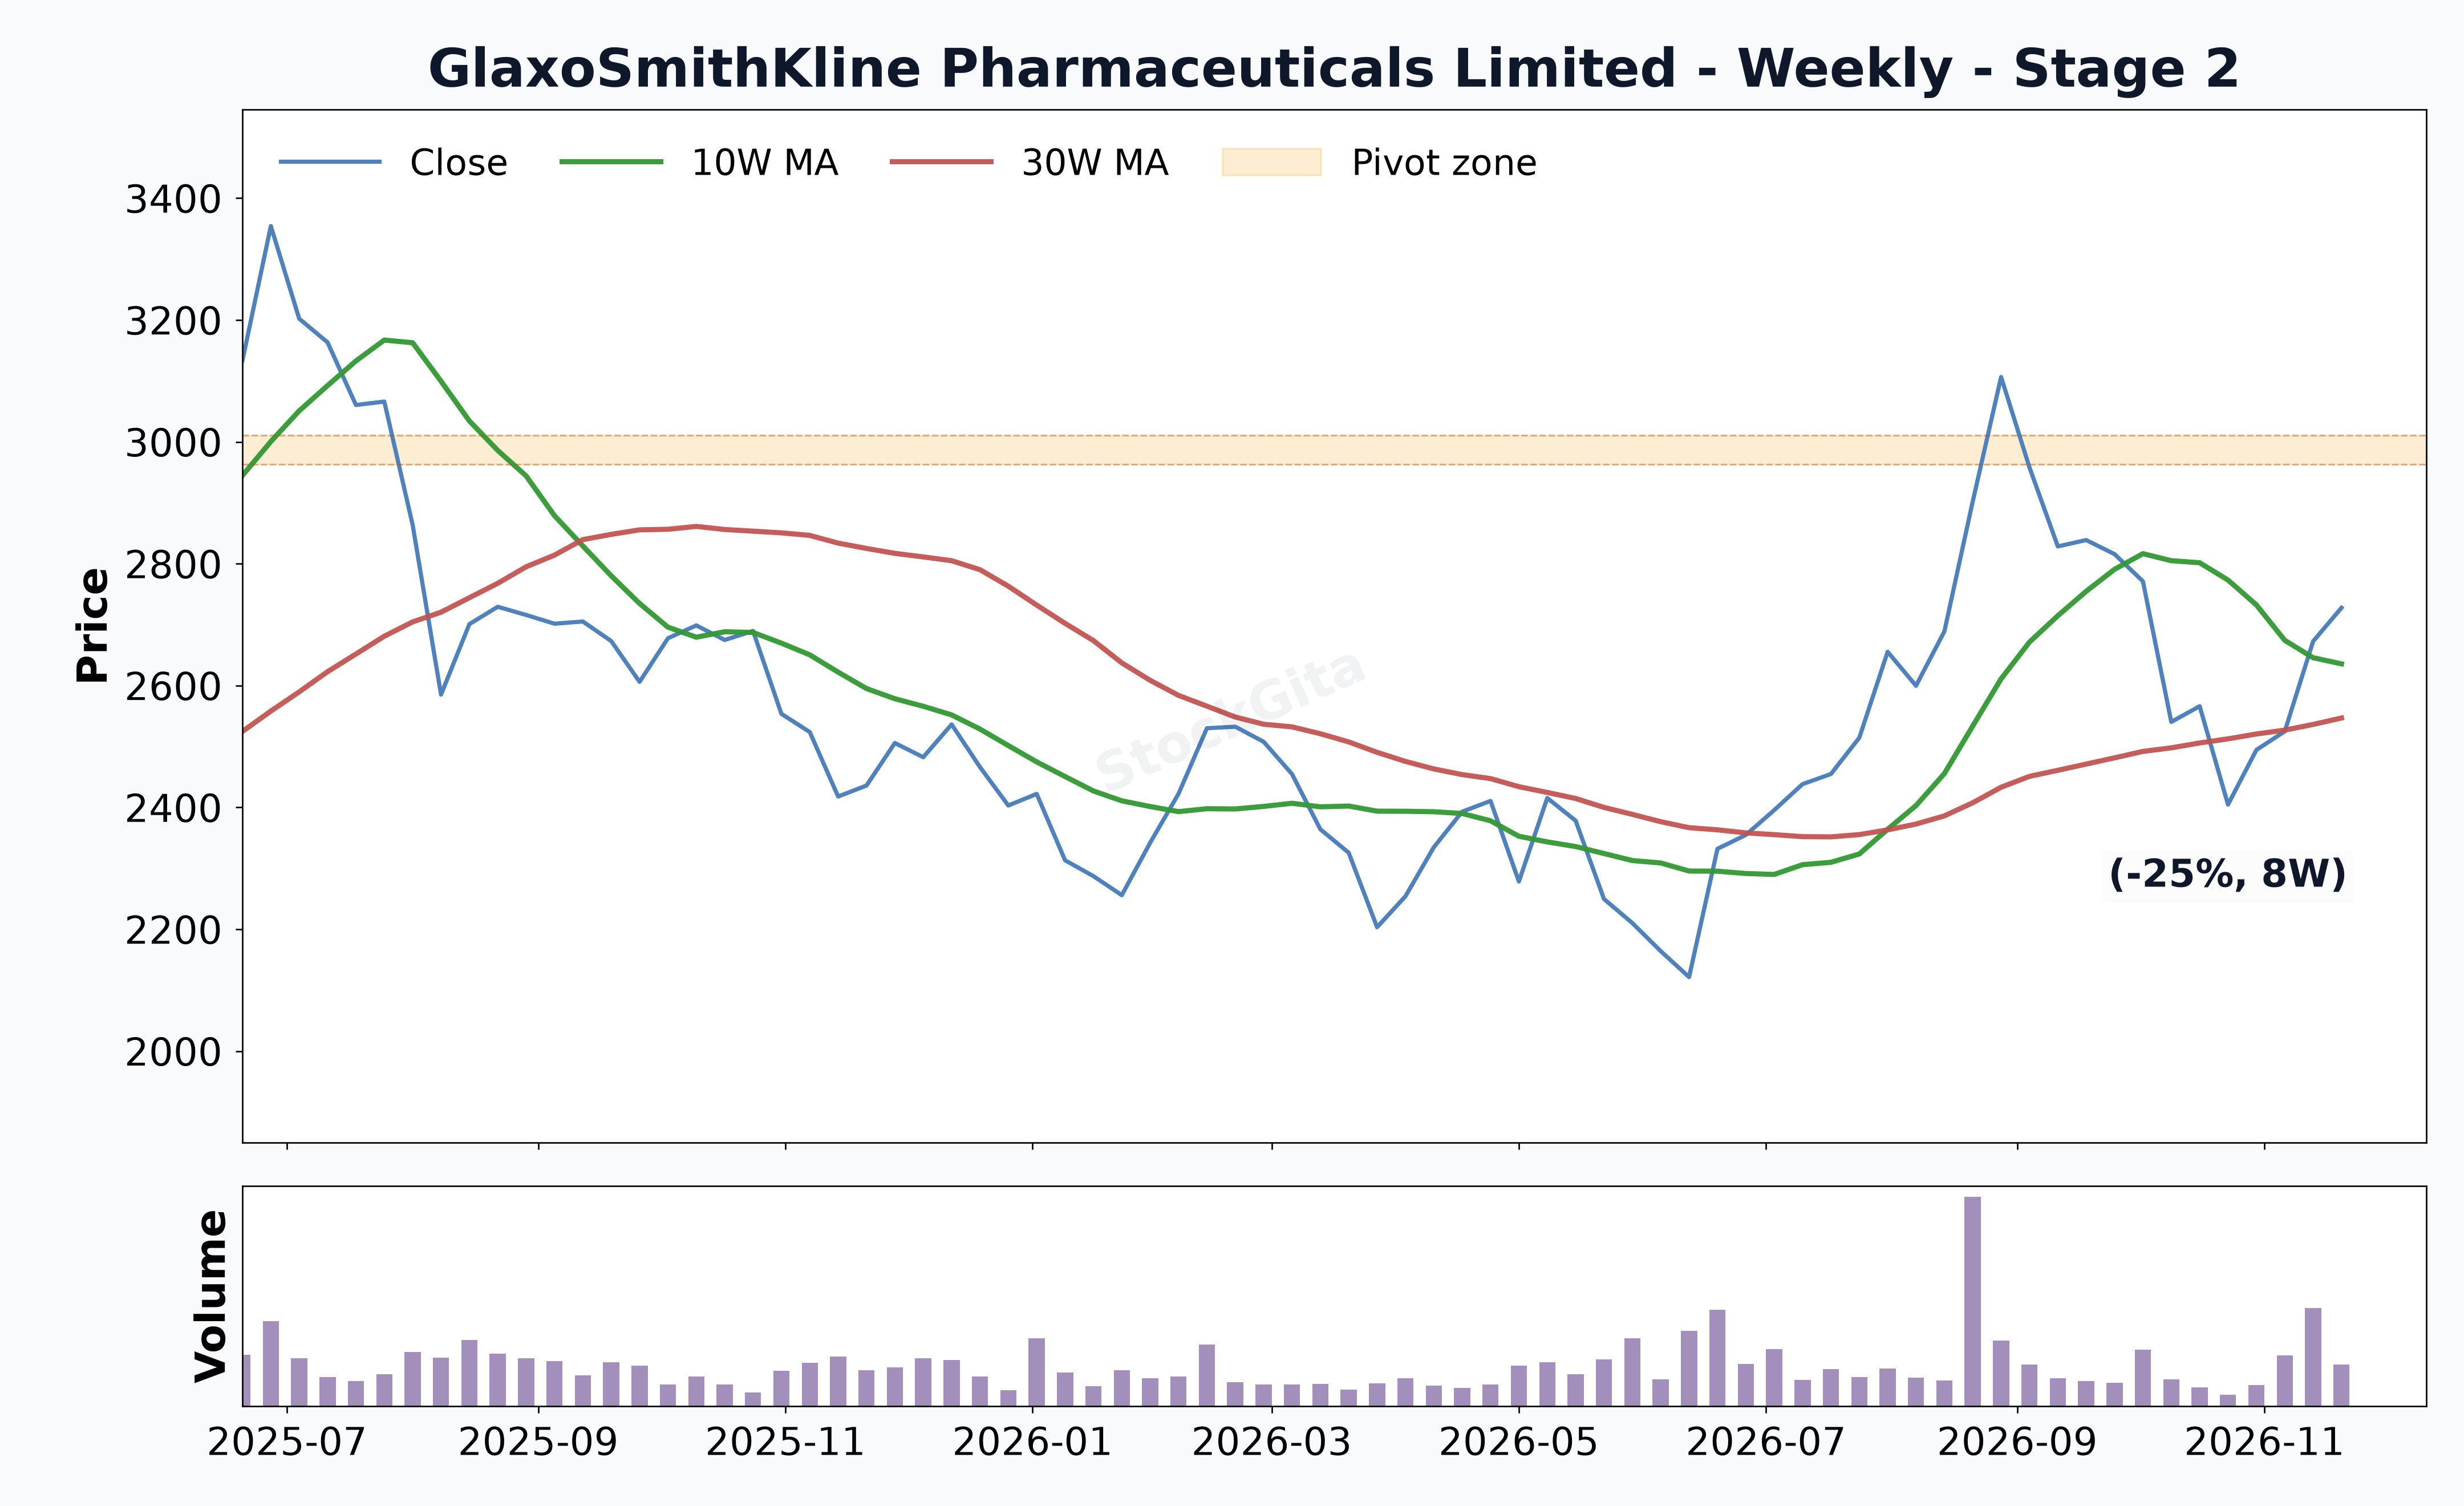 GlaxoSmithKline Pharmaceuticals Limited - Weekly - Stage 2
Close 10W MA 30W MA Pivot zone
3400
3200
3000
2800
2600
2400
2200
2000
Price
StockGita
(-25%, 8W)
Volume
2025-07 2025-09 2025-11 2026-01 2026-03 2026-05 2026-07 2026-09 2026-11